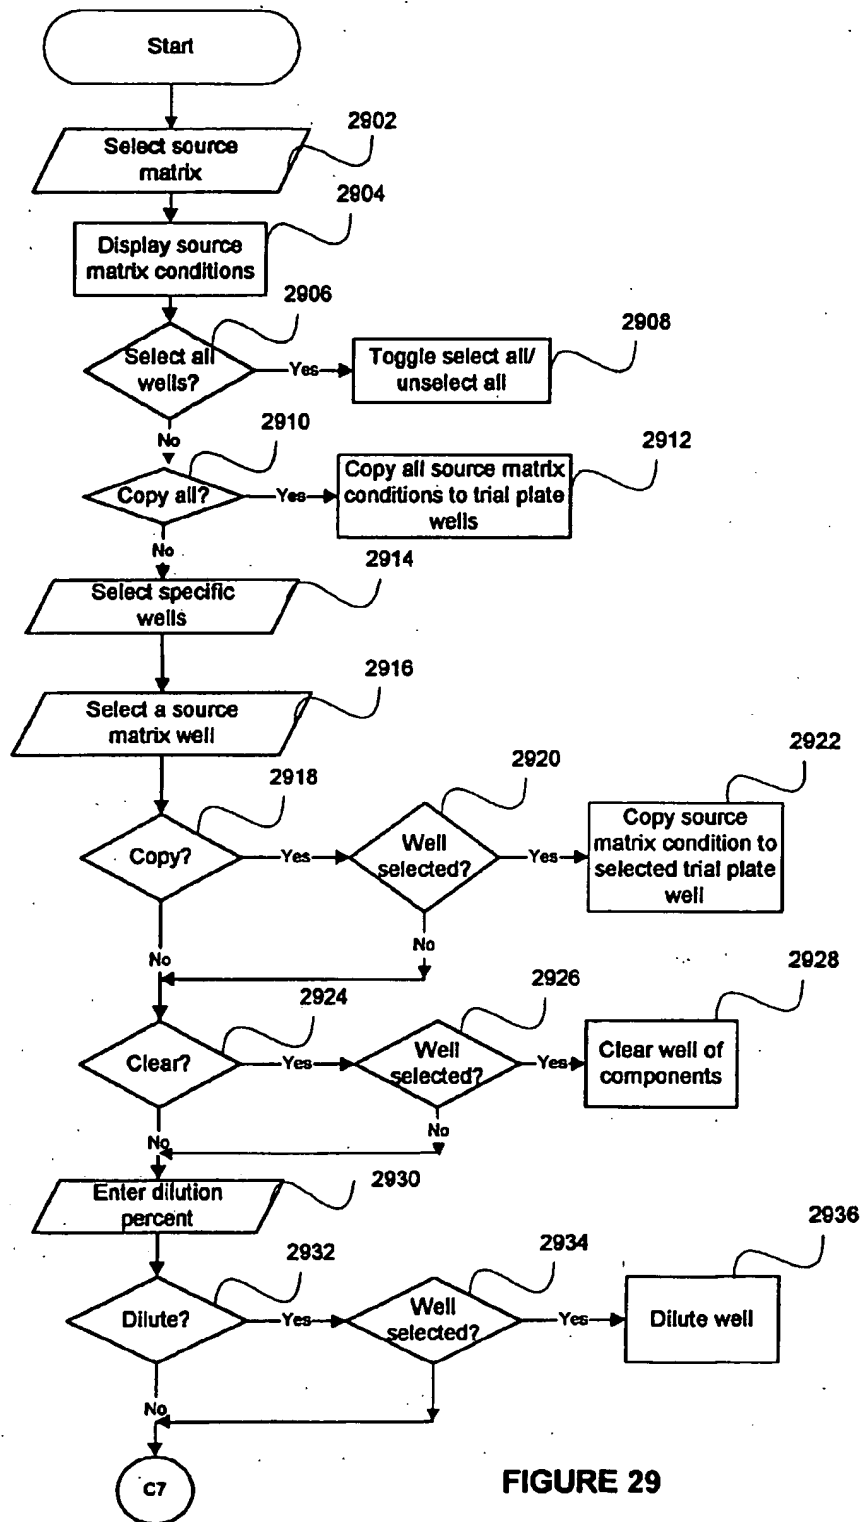 Start
2902
Select source
matrix
2904
Display source
matrix conditions
2906
Select all
wells?
Yes
2908
Toggle select all/
unselect all
No
2910
Copy all?
Yes
2912
Copy all source matrix
conditions to trial plate
wells
No
2914
Select specific
wells
2916
Select a source
matrix well
2918
Copy?
Yes
2920
Well
selected?
Yes
2922
Copy source
matrix condition to
selected trial plate
well
No
No
2924
Clear?
Yes
2926
Well
selected?
Yes
2928
Clear well of
components
No
No
2930
Enter dilution
percent
2932
Dilute?
Yes
2934
Well
selected?
Yes
2936
Dilute well
No
C7
FIGURE 29